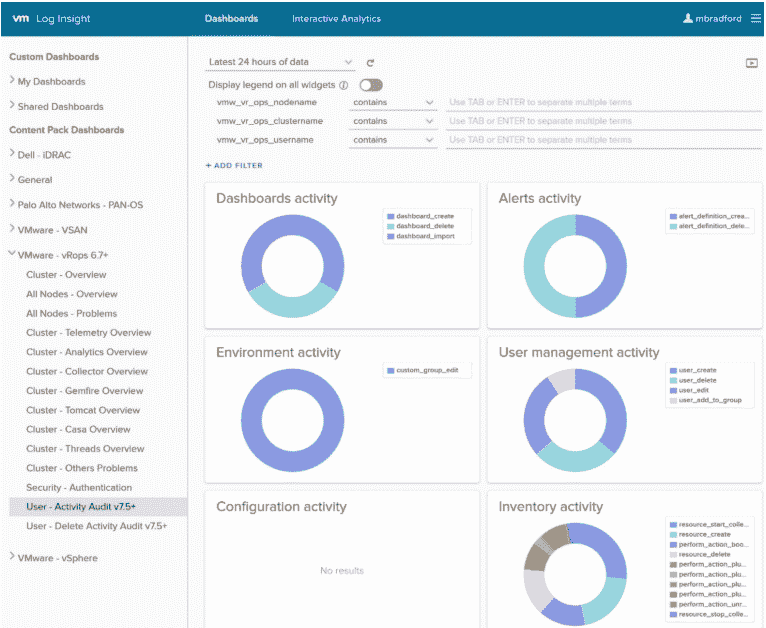 vm Log Insight
Dashboards
Interactive Analytics
mbradford
Custom Dashboards
My Dashboards
Shared Dashboards
Content Pack Dashboards
Dell - iDRAC
General
Palo Alto Networks - PAN-OS
VMware - VSAN
VMware - vRops 6.7+
Cluster - Overview
All Nodes - Overview
All Nodes - Problems
Cluster - Telemetry Overview
Cluster - Analytics Overview
Cluster - Collector Overview
Cluster - Gemfire Overview
Cluster - Tomcat Overview
Cluster - Casa Overview
Cluster - Threads Overview
Cluster - Others Problems
Security - Authentication
User - Activity Audit v7.5+
User - Delete Activity Audit v7.5+
VMware - vSphere
Latest 24 hours of data
Display legend on all widgets
vmw_vr_ops_nodename contains Use TAB or ENTER to separate multiple terms
vmw_vr_ops_clustername contains Use TAB or ENTER to separate multiple terms
vmw_vr_ops_username contains Use TAB or ENTER to separate multiple terms
+ ADD FILTER
Dashboards activity
dashboard_create
dashboard_delete
dashboard_import
Alerts activity
alert_definition_crea...
alert_definition_dele...
Environment activity
custom_group_edit
User management activity
user_create
user_delete
user_edit
user_add_to_group
Configuration activity
No results
Inventory activity
resource_start_colle...
resource_create
perform_action_boo...
resource_delete
perform_action_plu...
perform_action_plu...
perform_action_plu...
perform_action_plu...
perform_action_unr...
resource_stop_colle...